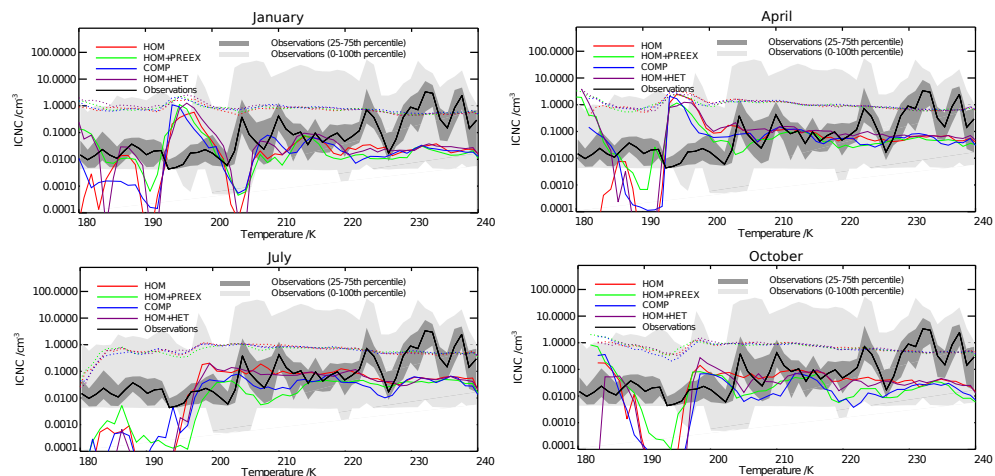 January
ICNC /cm³
100.0000
10.0000
1.0000
0.1000
0.0100
0.0010
0.0001
HOM
HOM+PREEX
COMP
HOM+HET
Observations
Observations (25-75th percentile)
Observations (0-100th percentile)
180 190 200 210 220 230 240
Temperature /K
April
ICNC /cm³
100.0000
10.0000
1.0000
0.1000
0.0100
0.0010
0.0001
HOM
HOM+PREEX
COMP
HOM+HET
Observations
Observations (25-75th percentile)
Observations (0-100th percentile)
180 190 200 210 220 230 240
Temperature /K
July
ICNC /cm³
100.0000
10.0000
1.0000
0.1000
0.0100
0.0010
0.0001
HOM
HOM+PREEX
COMP
HOM+HET
Observations
Observations (25-75th percentile)
Observations (0-100th percentile)
180 190 200 210 220 230 240
Temperature /K
October
ICNC /cm³
100.0000
10.0000
1.0000
0.1000
0.0100
0.0010
0.0001
HOM
HOM+PREEX
COMP
HOM+HET
Observations
Observations (25-75th percentile)
Observations (0-100th percentile)
180 190 200 210 220 230 240
Temperature /K